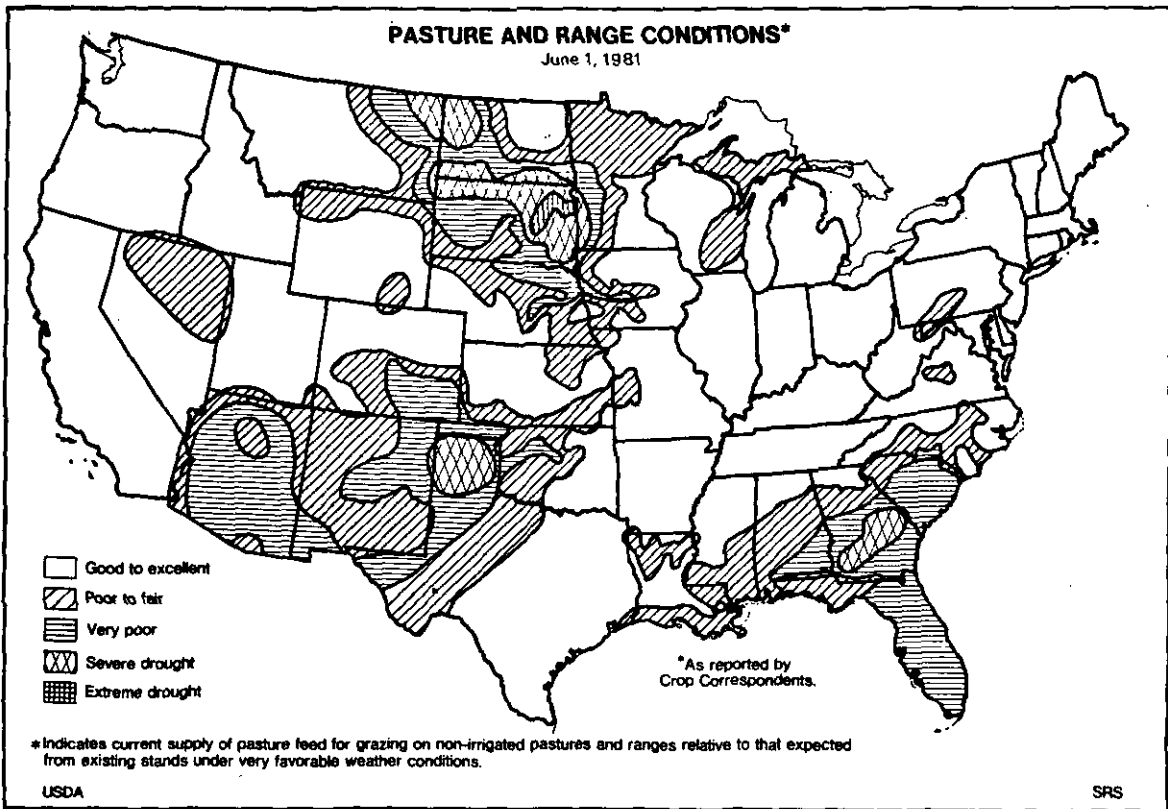 PASTURE AND RANGE CONDITIONS*
June 1, 1981
Good to excellent
Poor to fair
Very poor
Severe drought
Extreme drought
*As reported by
Crop Correspondents.
*Indicates current supply of pasture feed for grazing on non-irrigated pastures and ranges relative to that expected
from existing stands under very favorable weather conditions.
USDA
SRS